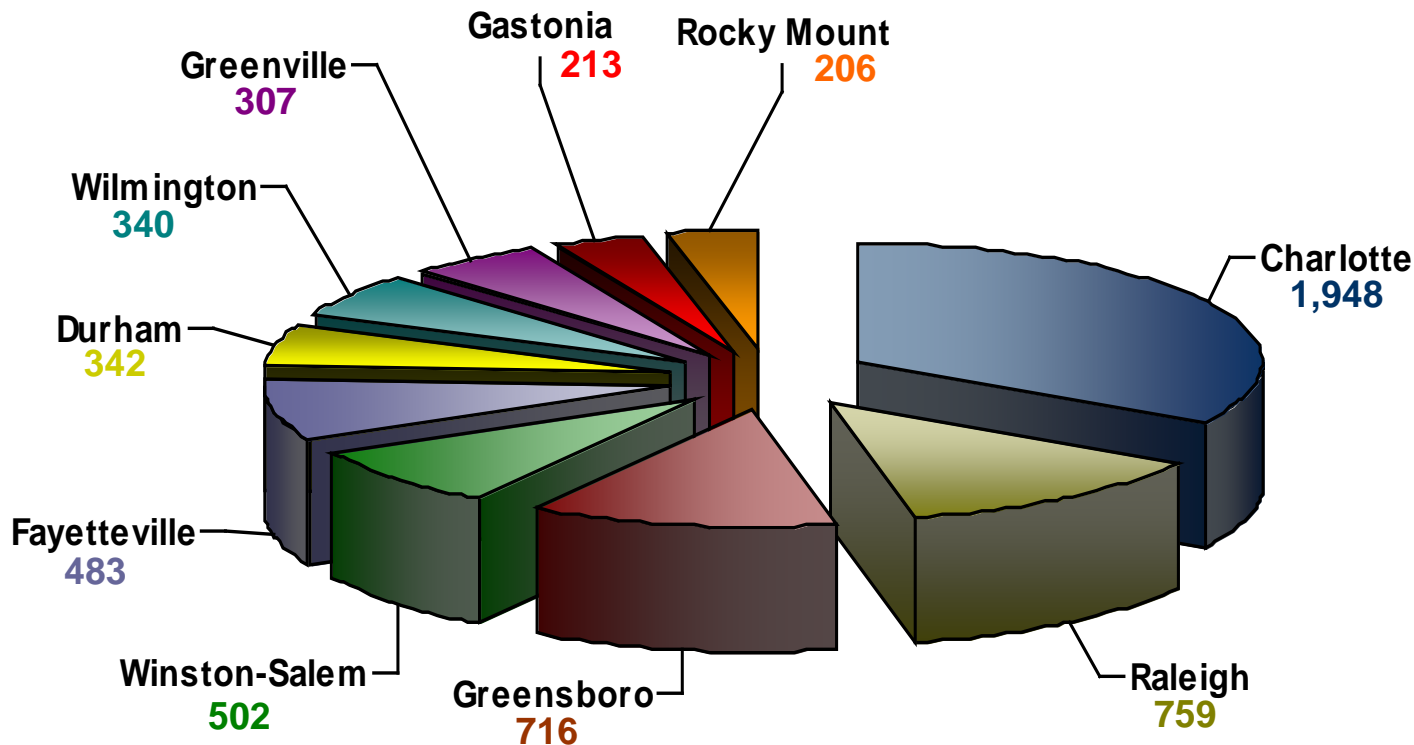 Gastonia
213
Rocky Mount
206
Greenville
307
Wilmington
340
Charlotte
1,948
Durham
342
Fayetteville
483
Winston-Salem
502
Greensboro
716
Raleigh
759